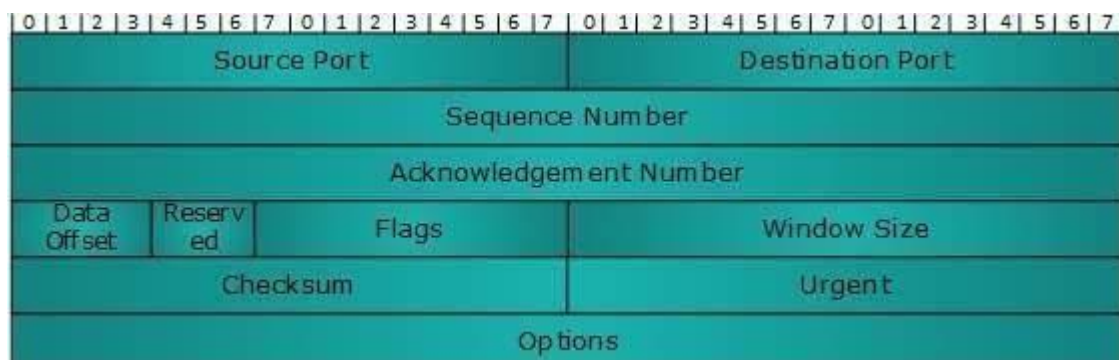 0 1 2 3 4 5 6 7 0 1 2 3 4 5 6 7 0 1 2 3 4 5 6 7 0 1 2 3 4 5 6 7
Source Port Destination Port
Sequence Number
Acknowledgement Number
Data Offset Reserv ed Flags Window Size
Checksum Urgent
Options